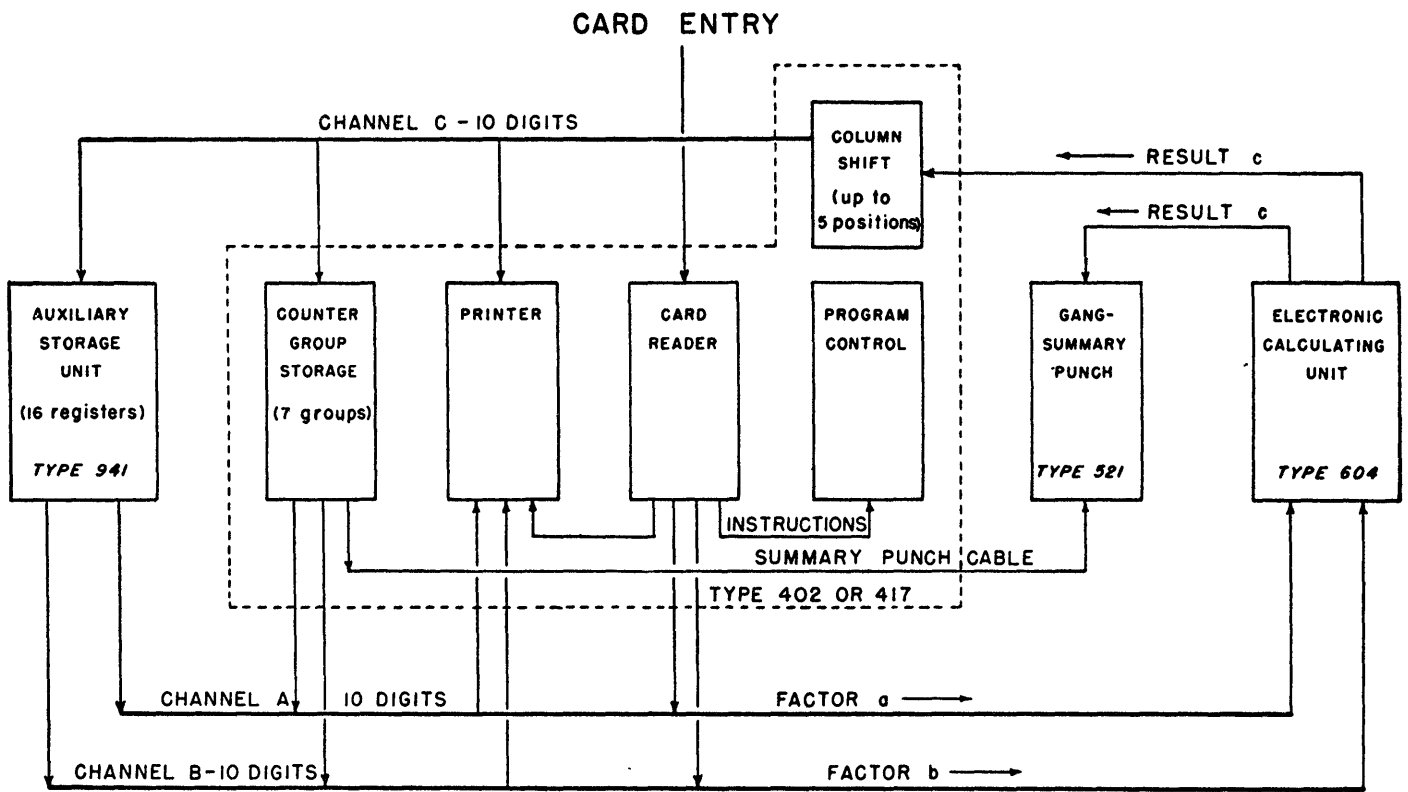 CARD ENTRY
CHANNEL C - 10 DIGITS
COLUMN
SHIFT
(up to
5 positions)
RESULT c
RESULT c
AUXILIARY
STORAGE
UNIT
(16 registers)
TYPE 941
COUNTER
GROUP
STORAGE
(7 groups)
PRINTER
CARD
READER
PROGRAM
CONTROL
GANG-
SUMMARY
PUNCH
TYPE 521
ELECTRONIC
CALCULATING
UNIT
TYPE 604
INSTRUCTIONS
SUMMARY PUNCH CABLE
TYPE 402 OR 417
CHANNEL A 10 DIGITS
FACTOR a
CHANNEL B-10 DIGITS
FACTOR b